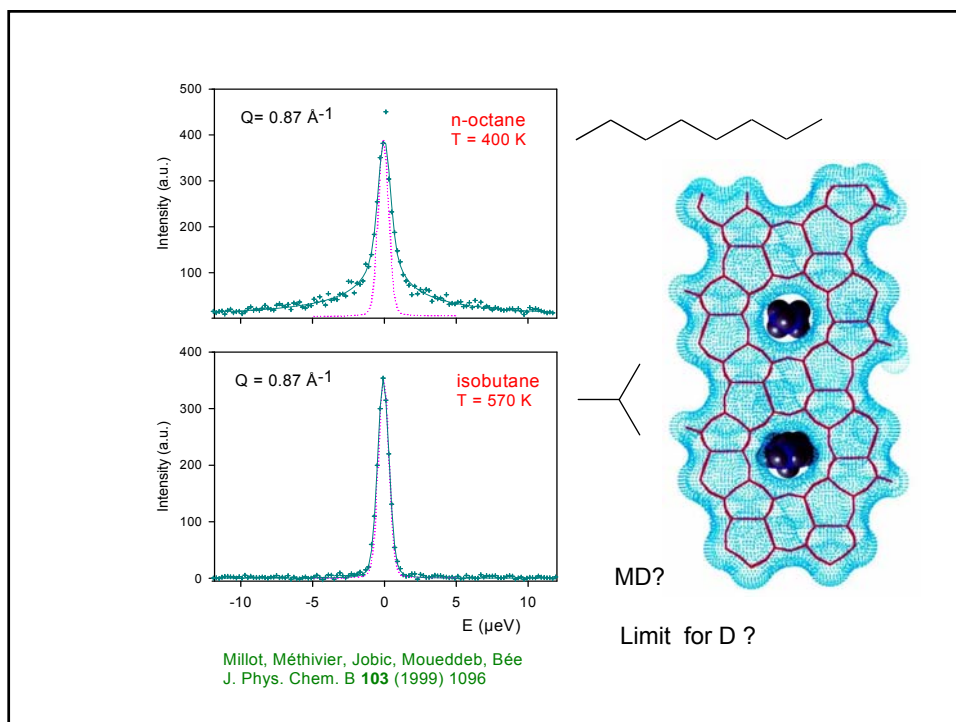 500
400
300
200
100
Intensity (a.u.)
Q= 0.87 Å-1
n-octane
T = 400 K
400
300
200
100
0
Intensity (a.u.)
Q = 0.87 Å-1
isobutane
T = 570 K
-10 -5 0 5 10
E (µeV)
MD?
Limit for D ?
Millot, Méthivier, Jobic, Moueddeb, Bée
J. Phys. Chem. B 103 (1999) 1096